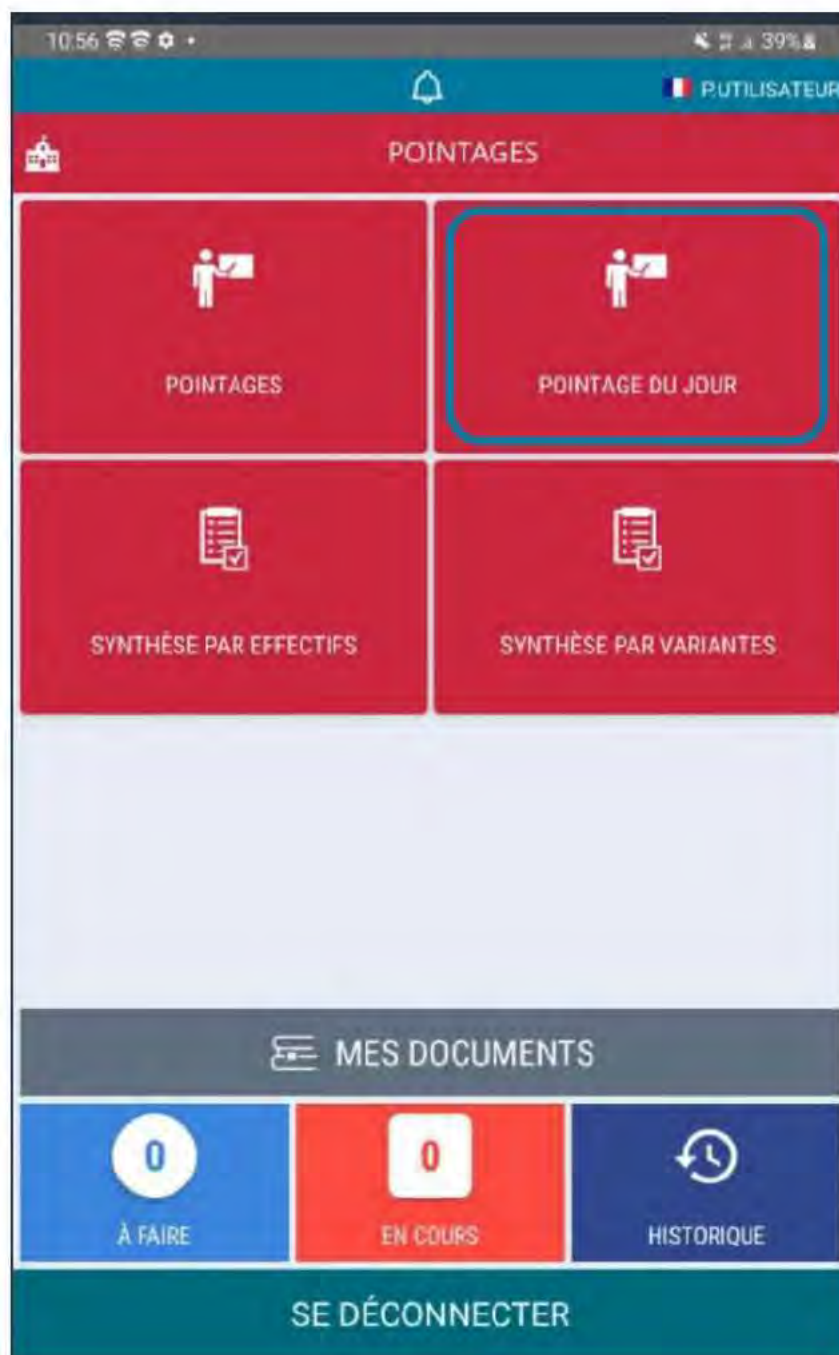 10:56
39%
P.UTILISATEUR
POINTAGES
POINTAGES
POINTAGE DU JOUR
SYNTHÈSE PAR EFFECTIFS
SYNTHÈSE PAR VARIANTES
MES DOCUMENTS
0
0
À FAIRE
EN COURS
HISTORIQUE
SE DÉCONNECTER